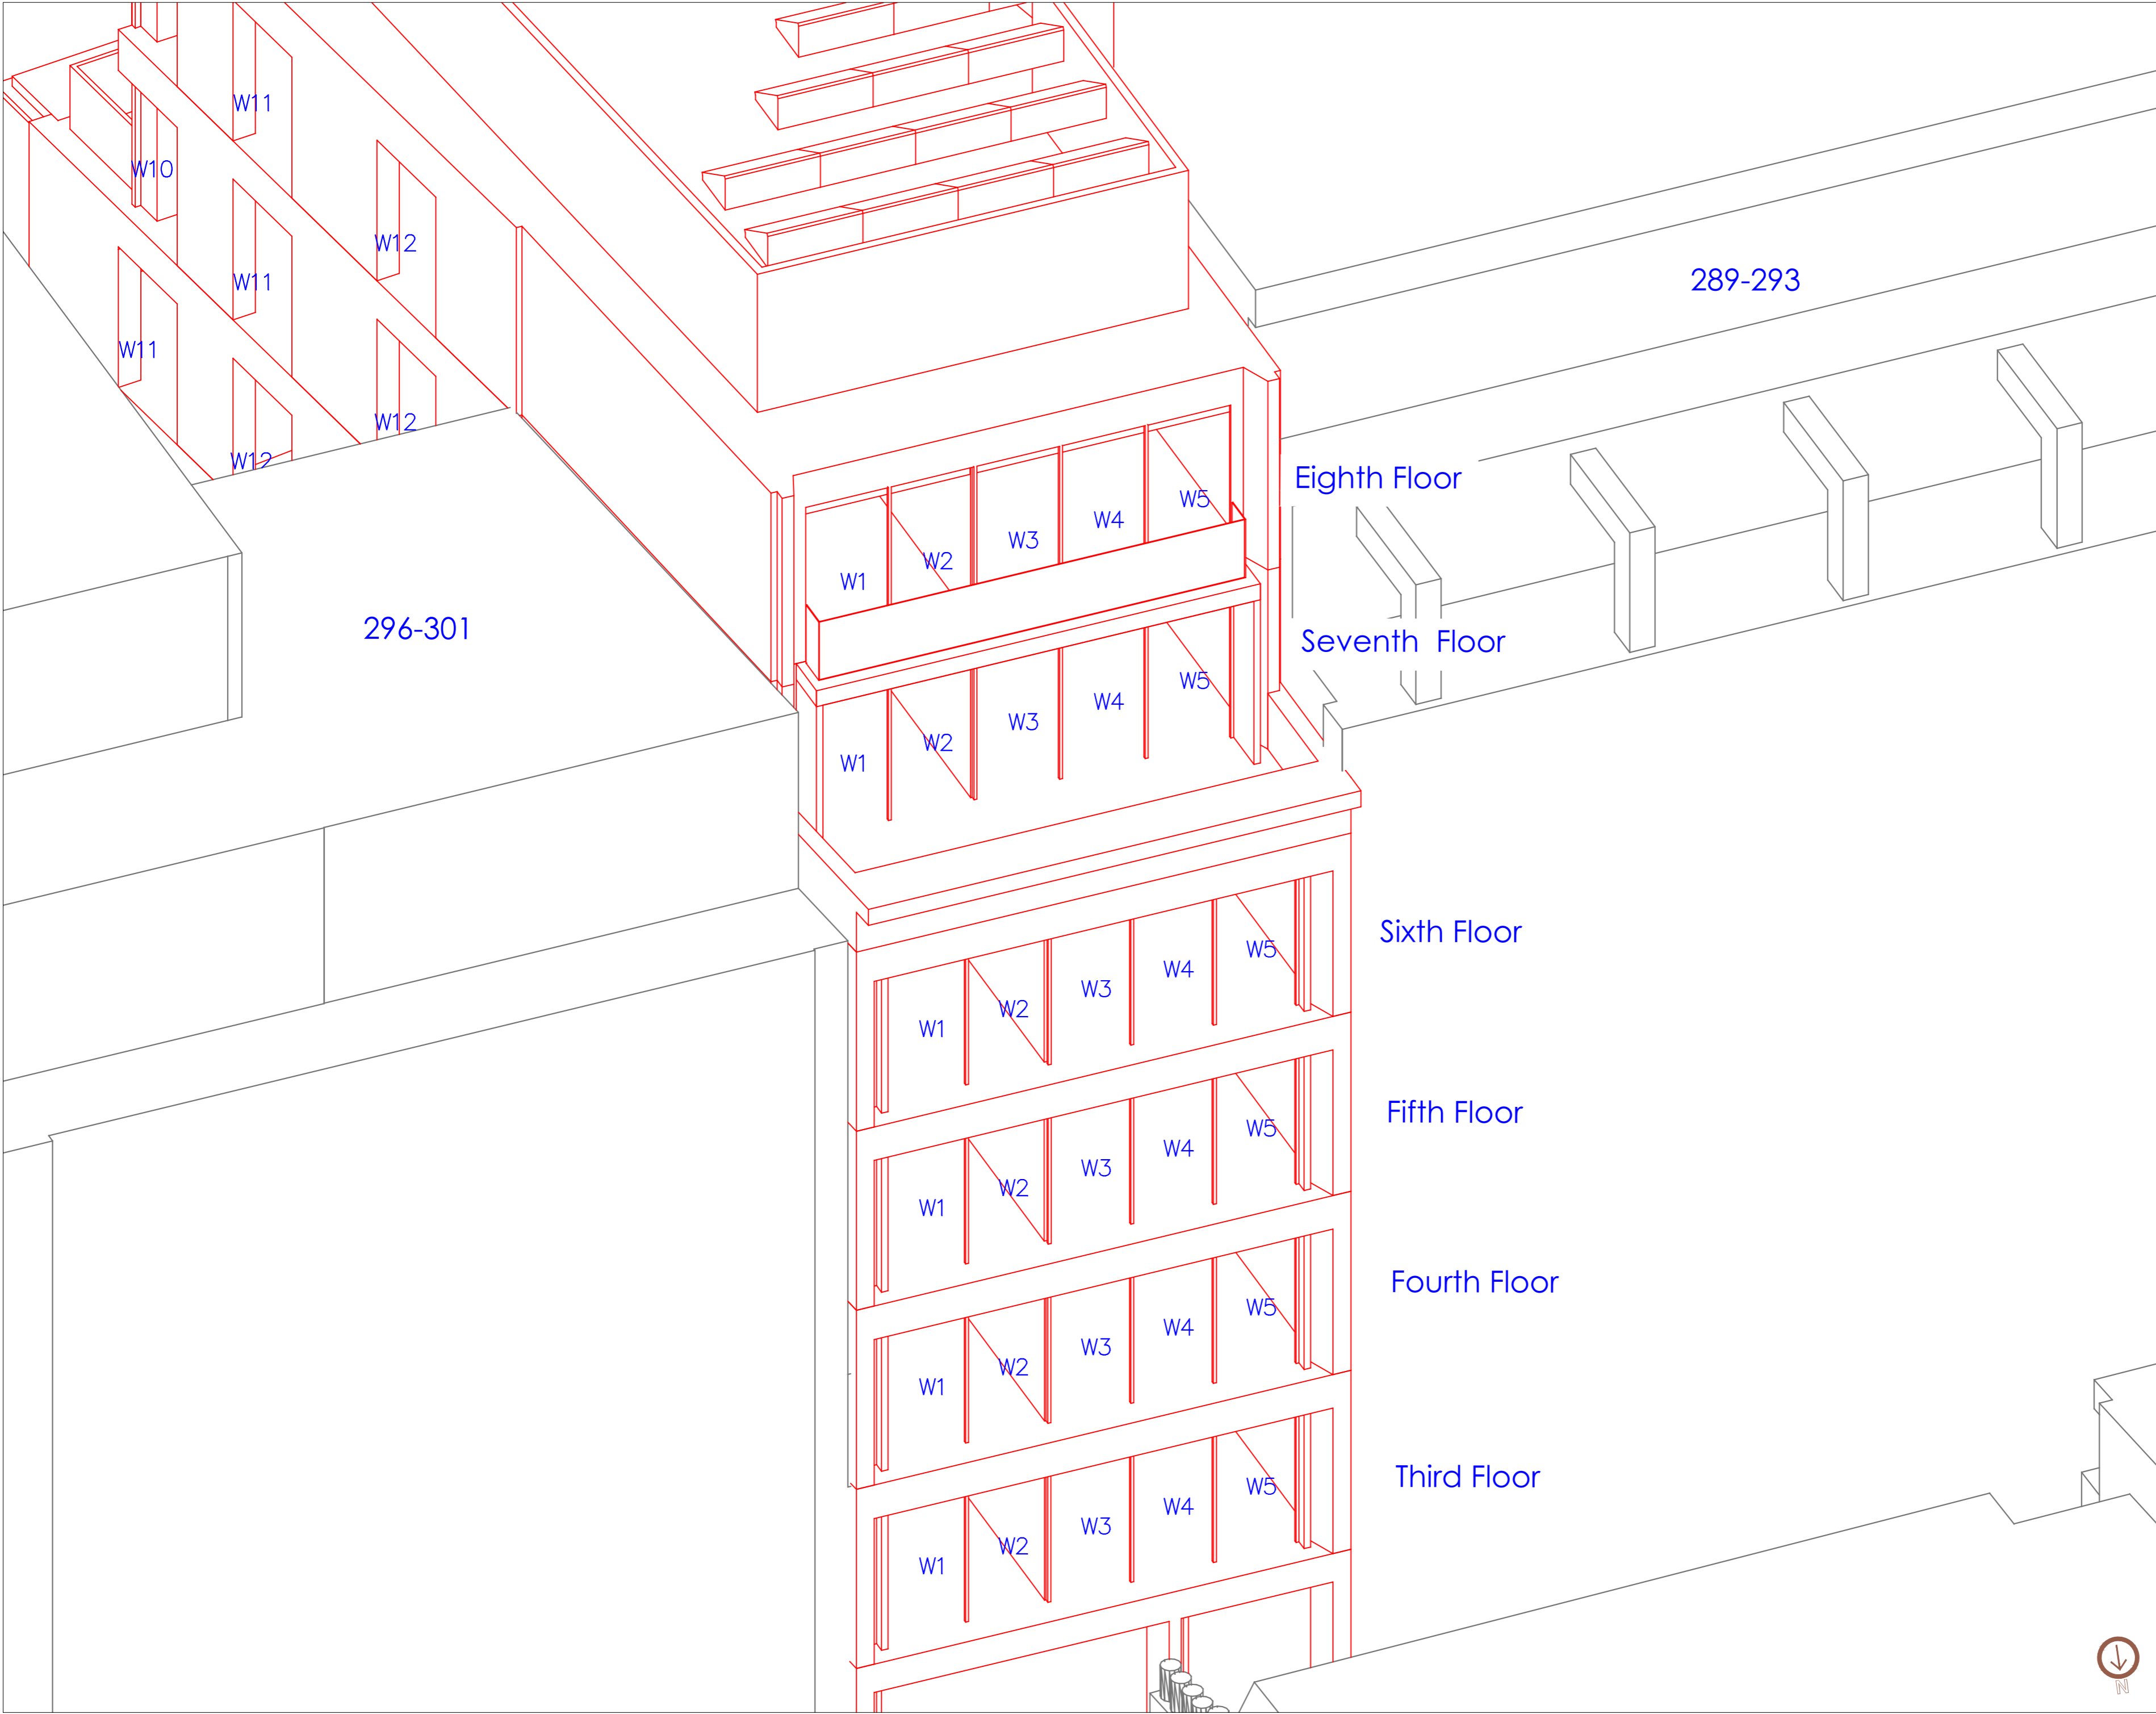 W11
W10
W12
W11
289-293
W11
W12
W12
Eighth Floor
W5
W4
W3
W2
W1
296-301
Seventh Floor
W5
W4
W3
W2
W1
Sixth Floor
W5
W4
W3
W2
W1
Fifth Floor
W5
W4
W3
W2
W1
Fourth Floor
W5
W4
W3
W2
W1
Third Floor
W5
W4
W3
W2
W1
N